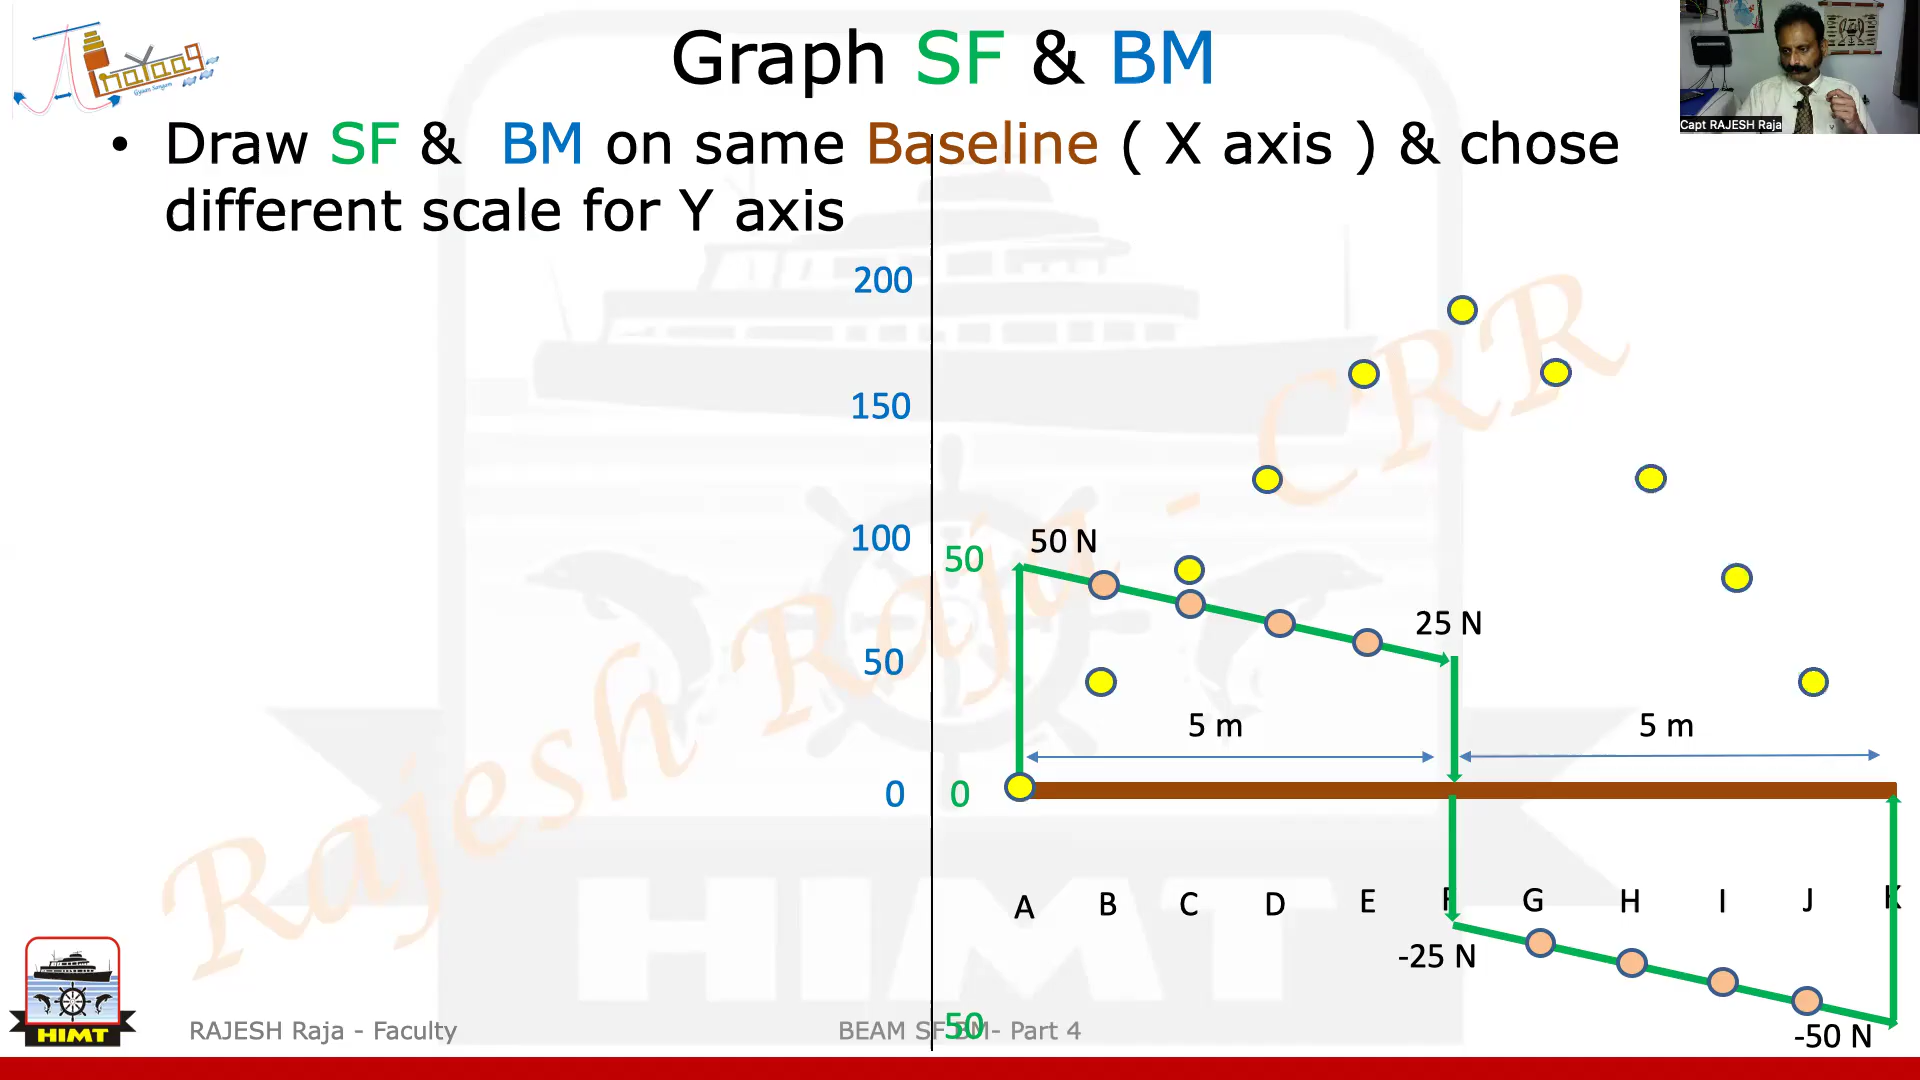 Graph SF & BM
Capt RAJESH Raja
• Draw SF & BM on same Baseline ( X axis ) & chose
different scale for Y axis
200
150
100
50
0
50
0
50
50 N
25 N
5 m
5 m
A B C D E F G H I J K
-25 N
-50 N
Rajesh Raja - CRR
HIMT
HIMT
RAJESH Raja - Faculty
BEAM SF BM- Part 4